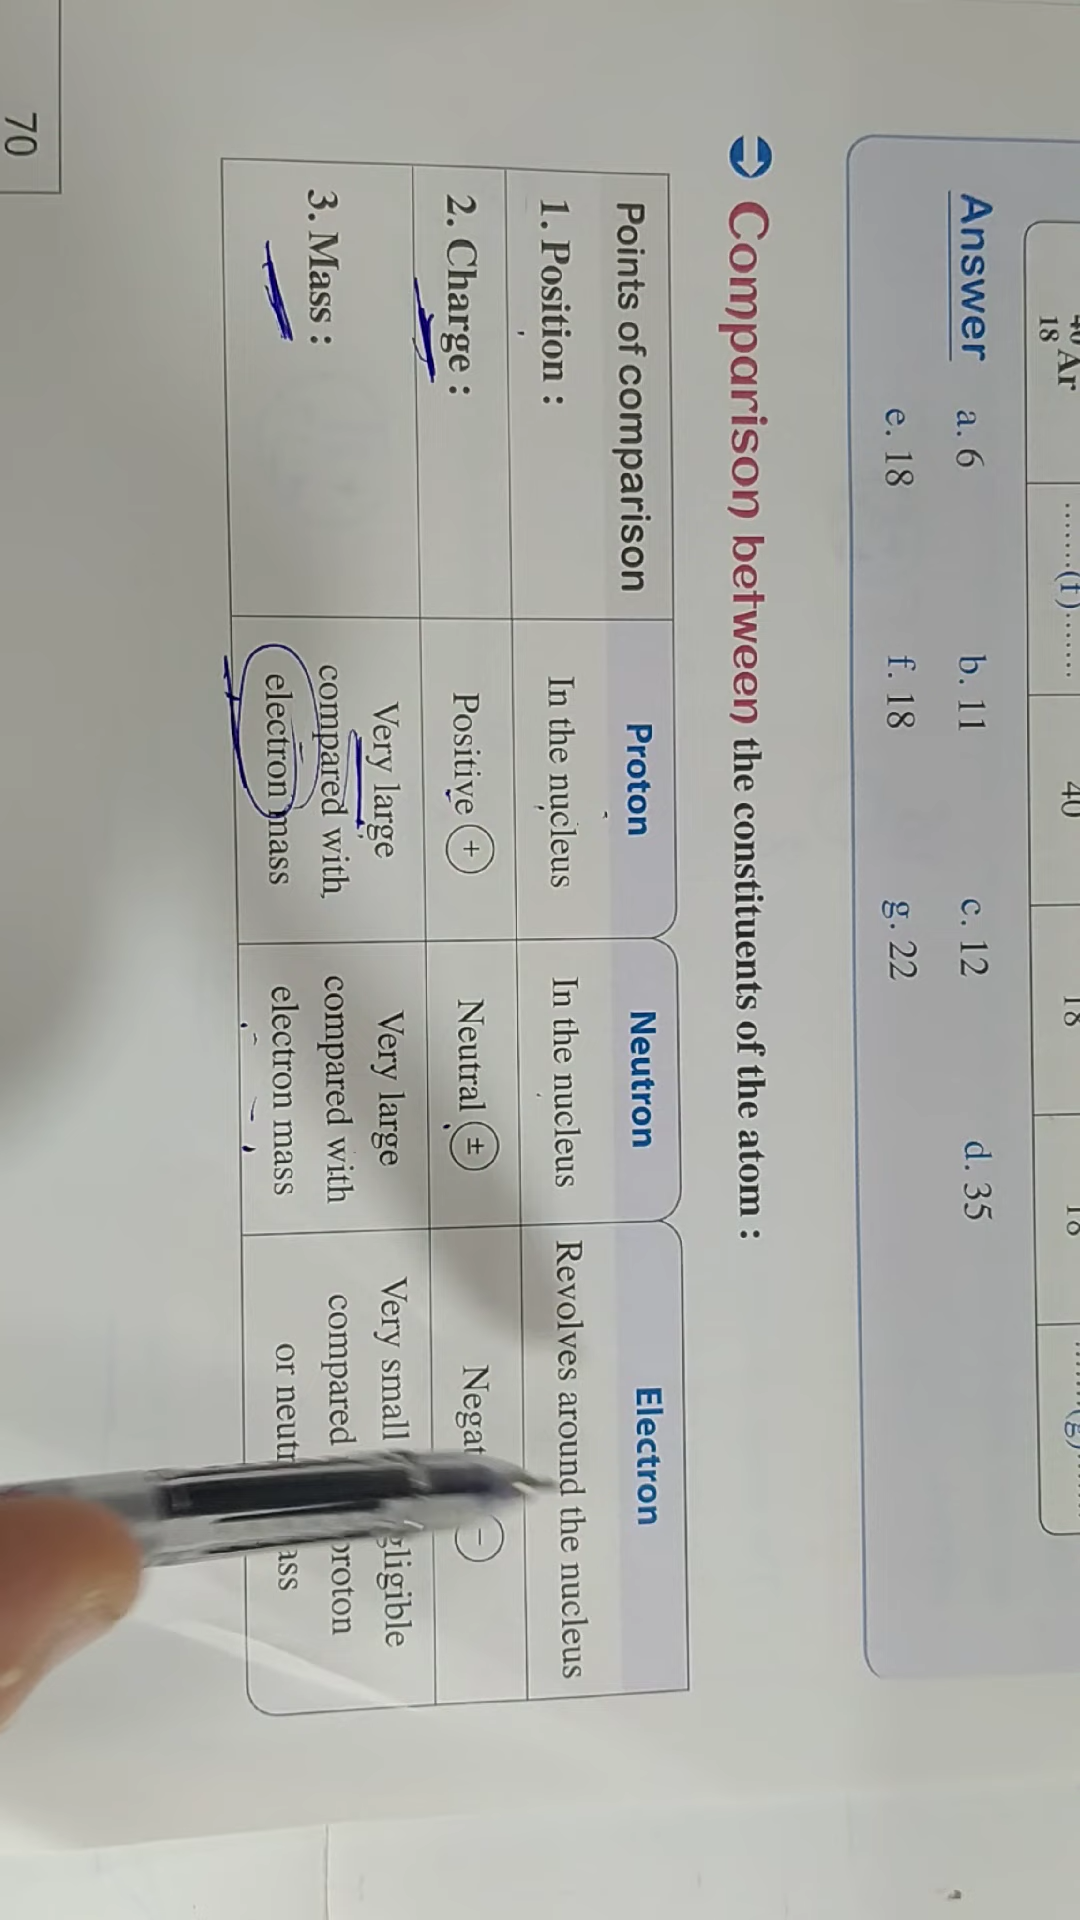 18 Ar
.......(f).......
40
18
18
Answer a. 6 b. 11 c. 12 d. 35
e. 18 f. 18 g. 22
Comparison between the constituents of the atom :
Points of comparison Proton Neutron Electron
1. Position : In the nucleus In the nucleus Revolves around the nucleus
2. Charge : Positive + Neutral ± −
3. Mass : Very large compared with electron mass
Very large compared with electron mass
Very small
compared proton
or
70